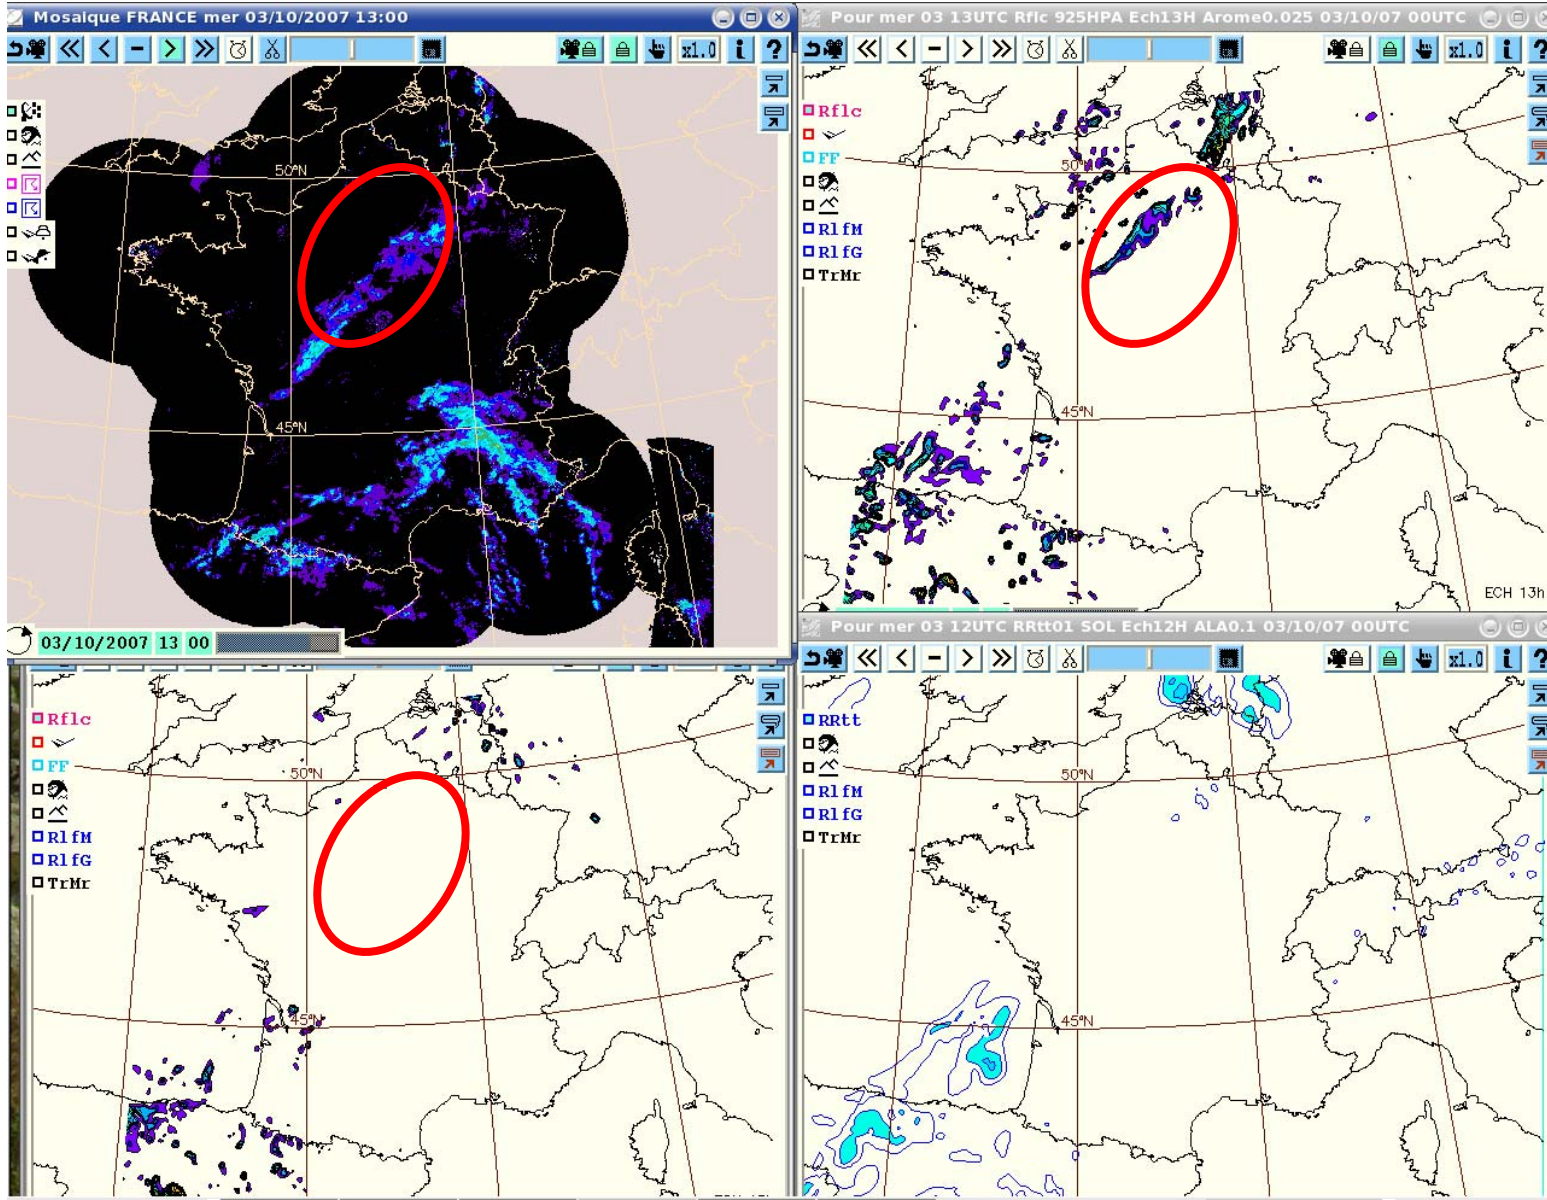 Mosaique FRANCE mer 03/10/2007 13:00
x1.0
i
?
50°N
45°N
03/10/2007 13 00
Pour mer 03 13UTC Rflc 925HPA Ech13H Arome0.025 03/10/07 00UTC
x1.0
i
?
Rflc
FF
RlfM
RlfG
TrMr
50°N
45°N
ECH 13h
Rflc
FF
RlfM
RlfG
TrMr
50°N
45°N
Pour mer 03 12UTC RRtt01 SOL Ech12H ALA0.1 03/10/07 00UTC
x1.0
i
?
RRtt
RlfM
RlfG
TrMr
50°N
45°N